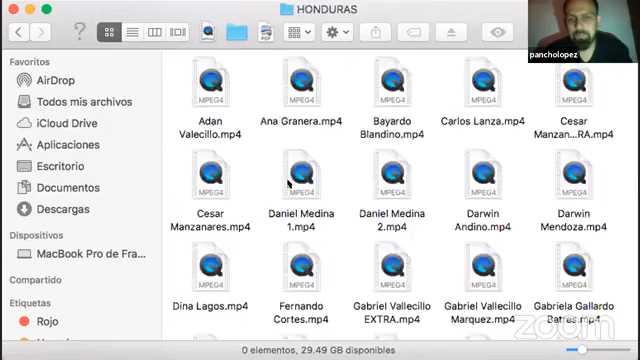 HONDURAS
pancholopez
Favoritos
AirDrop
Todos mis archivos
iCloud Drive
Aplicaciones
Escritorio
Documentos
Descargas
Dispositivos
MacBook Pro de Fra...
Compartido
Etiquetas
Rojo
PDF
MPEG4 MPEG4 MPEG4 MPEG4 MPEG4
Adan Valecillo.mp4
Ana Granera.mp4
Bayardo Blandino.mp4
Carlos Lanza.mp4
Cesar Manzan...RA.mp4
MPEG4 MPEG4 MPEG4 MPEG4 MPEG4
Cesar Manzanares.mp4
Daniel Medina 1.mp4
Daniel Medina 2.mp4
Darwin Andino.mp4
Darwin Mendoza.mp4
MPEG4 MPEG4 MPEG4 MPEG4 MPEG4
Dina Lagos.mp4
Fernando Cortes.mp4
Gabriel Vallecillo EXTRA.mp4
Gabriel Vallecillo Marquez.mp4
Gabriela Gallardo Batres.mp4
zoom
0 elementos, 29.49 GB disponibles